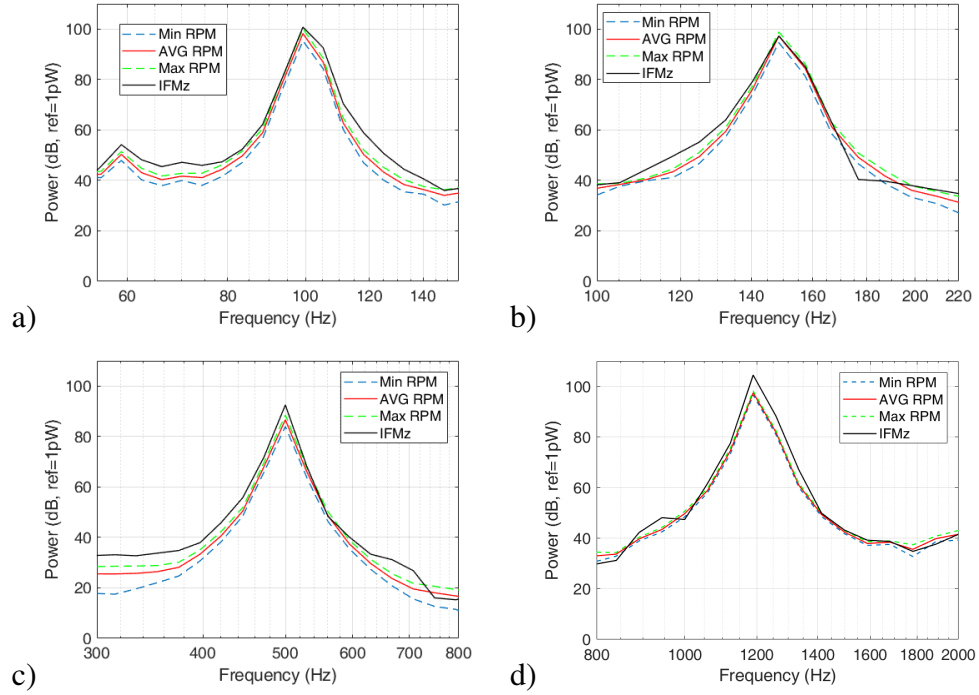 100
80
60
40
20
0
Power (dB, ref=1pW)
Min RPM
AVG RPM
Max RPM
IFMz
60 80 100 120 140
Frequency (Hz)
a)
100
80
60
40
20
0
Power (dB, ref=1pW)
Min RPM
AVG RPM
Max RPM
IFMz
100 120 140 160 180 200 220
Frequency (Hz)
b)
100
80
60
40
20
0
Power (dB, ref=1pW)
Min RPM
AVG RPM
Max RPM
IFMz
300 400 500 600 700 800
Frequency (Hz)
c)
100
80
60
40
20
0
Power (dB, ref=1pW)
Min RPM
AVG RPM
Max RPM
IFMz
800 1000 1200 1400 1600 1800 2000
Frequency (Hz)
d)